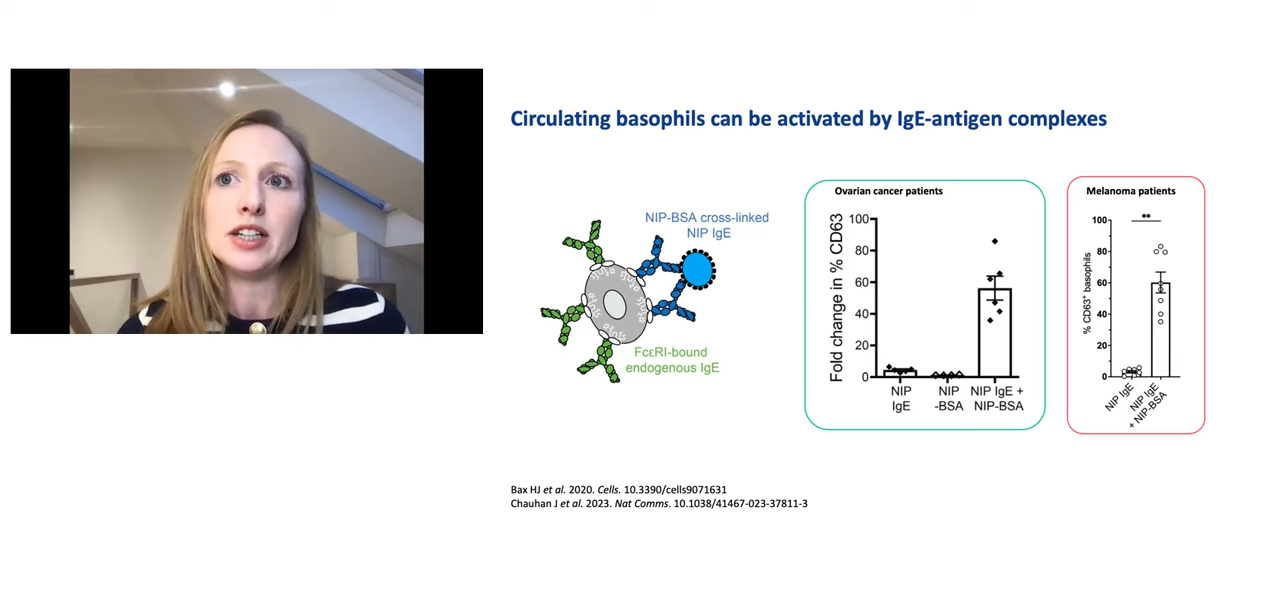 Circulating basophils can be activated by IgE-antigen complexes
NIP-BSA cross-linked
NIP IgE
FcεRI-bound
endogenous IgE
Ovarian cancer patients
Fold change in % CD63
100
80
60
40
20
0
NIP
IgE
NIP
-BSA
NIP IgE +
NIP-BSA
Melanoma patients
**
% CD63⁺ basophils
100
80
60
40
20
0
NIP IgE
NIP IgE
+ NIP-BSA
Bax HJ et al. 2020. Cells. 10.3390/cells9071631
Chauhan J et al. 2023. Nat Comms. 10.1038/41467-023-37811-3